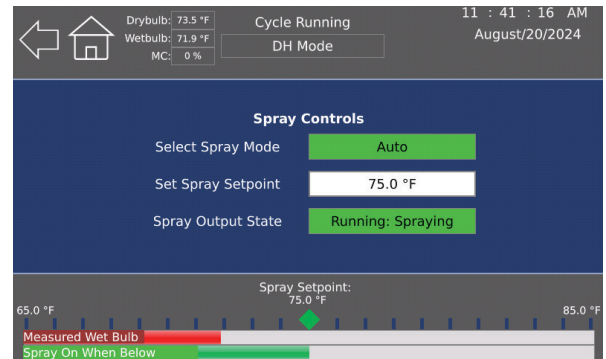 Drybulb: 73.5 °F
Wetbulb: 71.9 °F
MC: 0 %
Cycle Running
DH Mode
11 : 41 : 16 AM
August/20/2024
Spray Controls
Select Spray Mode Auto
Set Spray Setpoint 75.0 °F
Spray Output State Running: Spraying
Spray Setpoint:
75.0 °F
65.0 °F 85.0 °F
Measured Wet Bulb
Spray On When Below